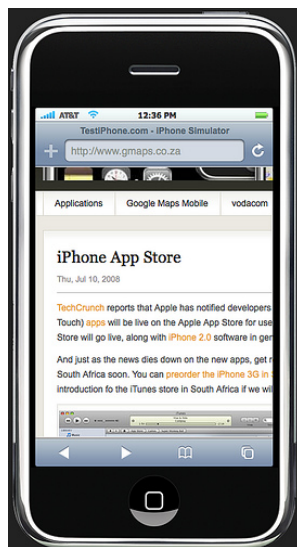 AT&T 12:36 PM
TestiPhone.com - iPhone Simulator
http://www.gmaps.co.za
Applications Google Maps Mobile vodacom
iPhone App Store
Thu, Jul 10, 2008
TechCrunch reports that Apple has notified developers
Touch) apps will be live on the Apple App Store for use
Store will go live, along with iPhone 2.0 software in gen
And just as the news dies down on the new apps, get r
South Africa soon. You can preorder the iPhone 3G in
introduction fo the iTunes store in South Africa if we wil